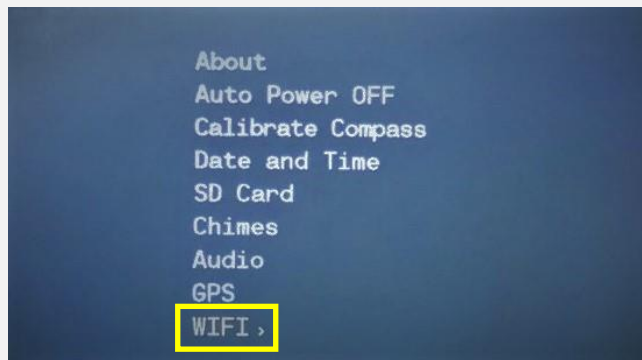 About
Auto Power OFF
Calibrate Compass
Date and Time
SD Card
Chimes
Audio
GPS
WIFI ›